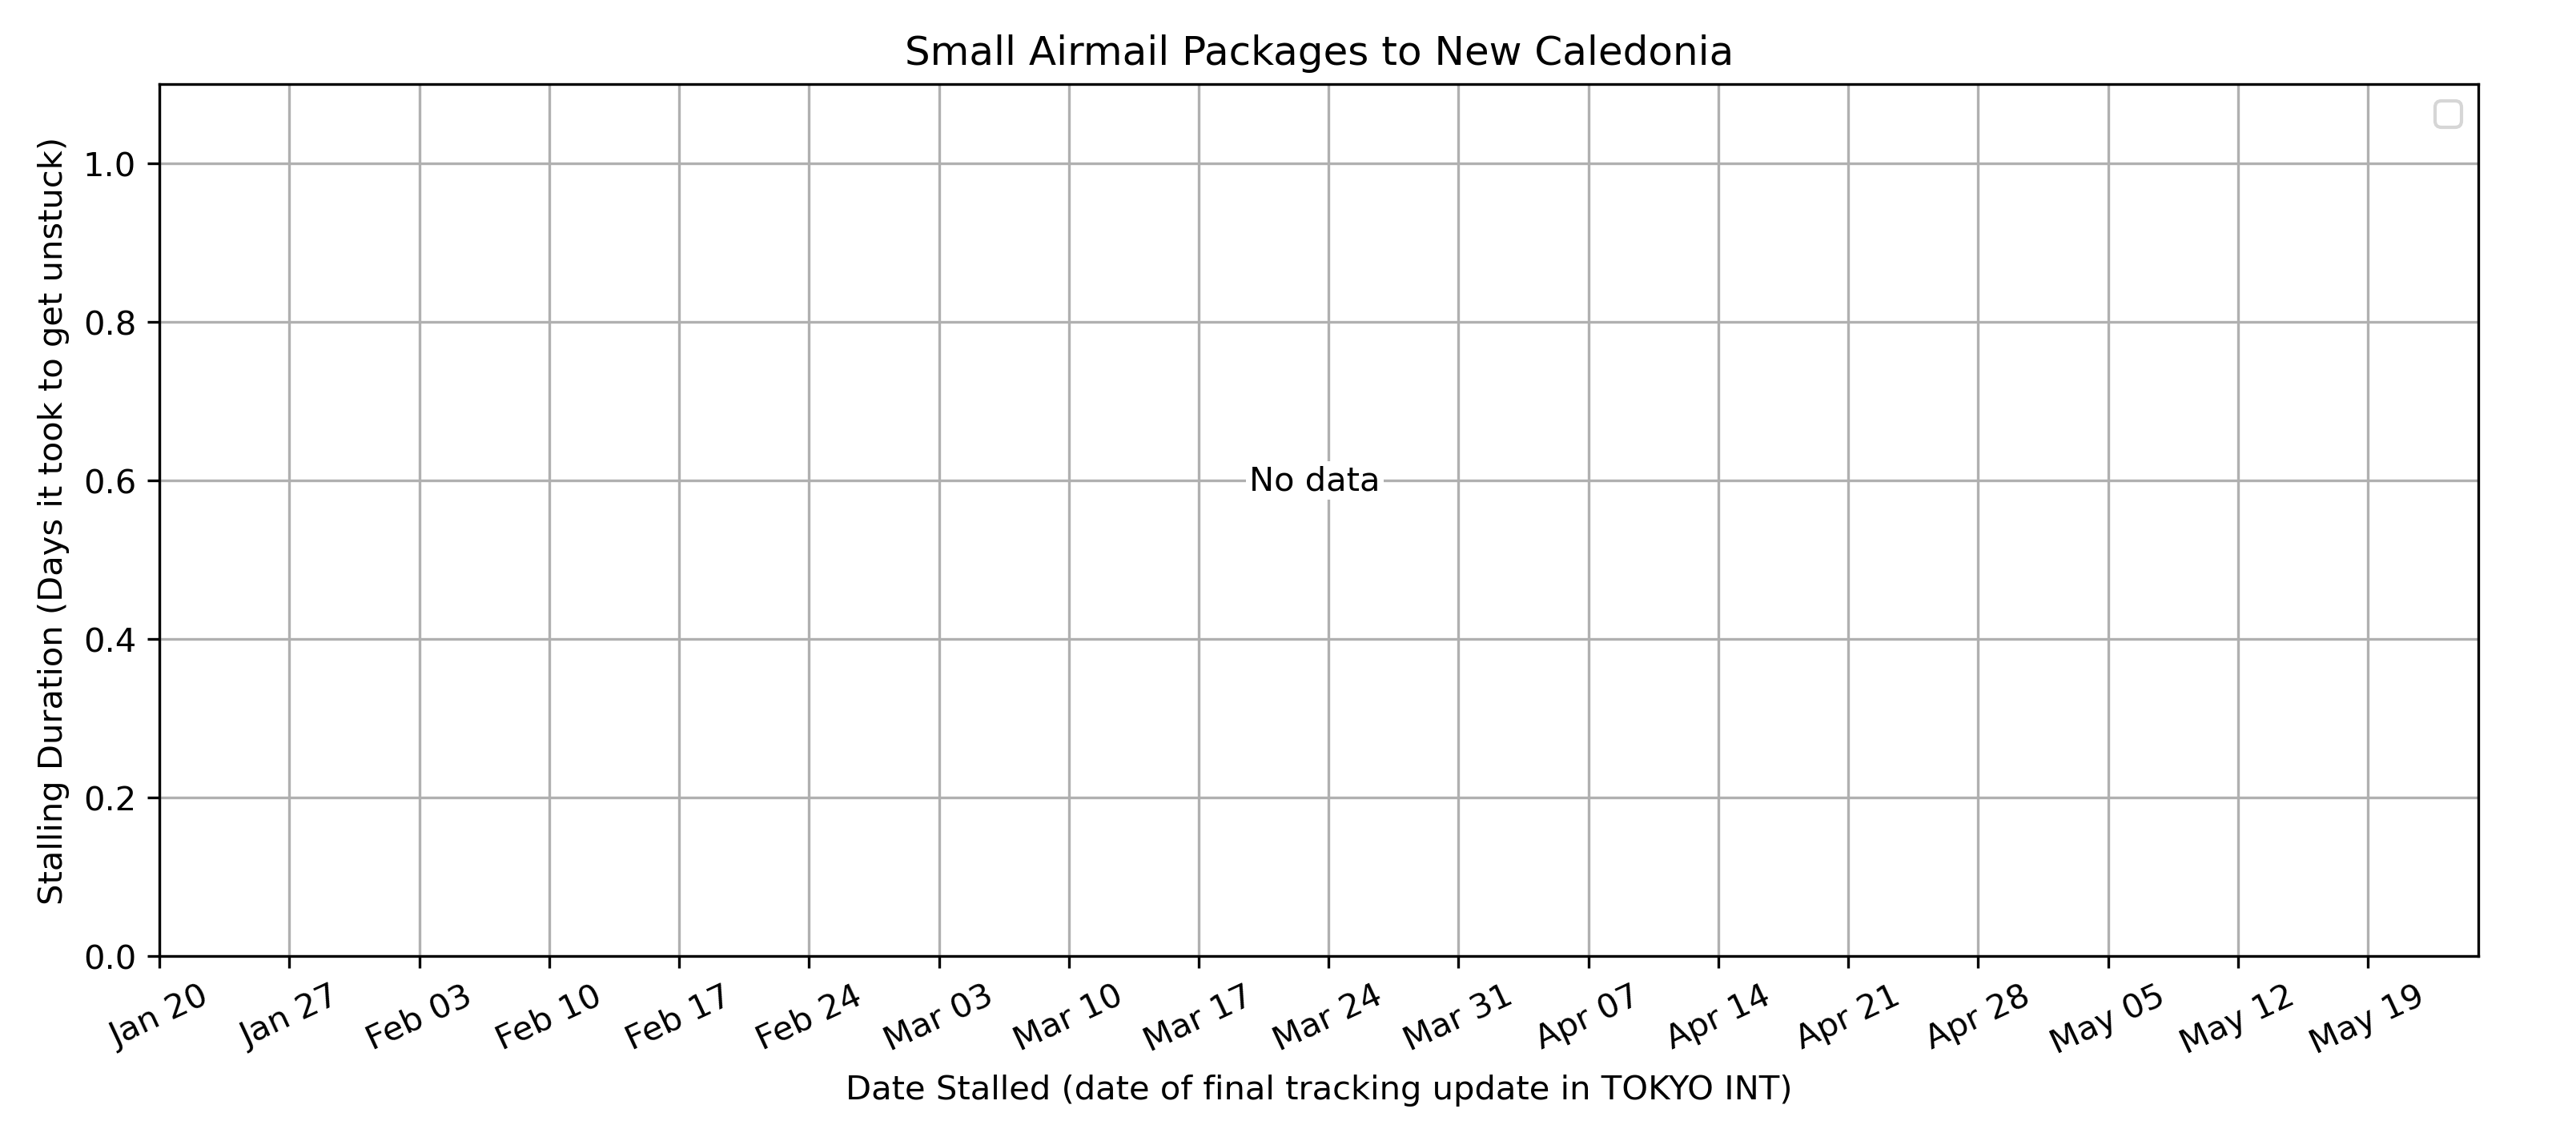 Small Airmail Packages to New Caledonia
Stalling Duration (Days it took to get unstuck)
1.0
0.8
0.6
0.4
0.2
0.0
No data
Jan 20
Jan 27
Feb 03
Feb 10
Feb 17
Feb 24
Mar 03
Mar 10
Mar 17
Mar 24
Mar 31
Apr 07
Apr 14
Apr 21
Apr 28
May 05
May 12
May 19
Date Stalled (date of final tracking update in TOKYO INT)